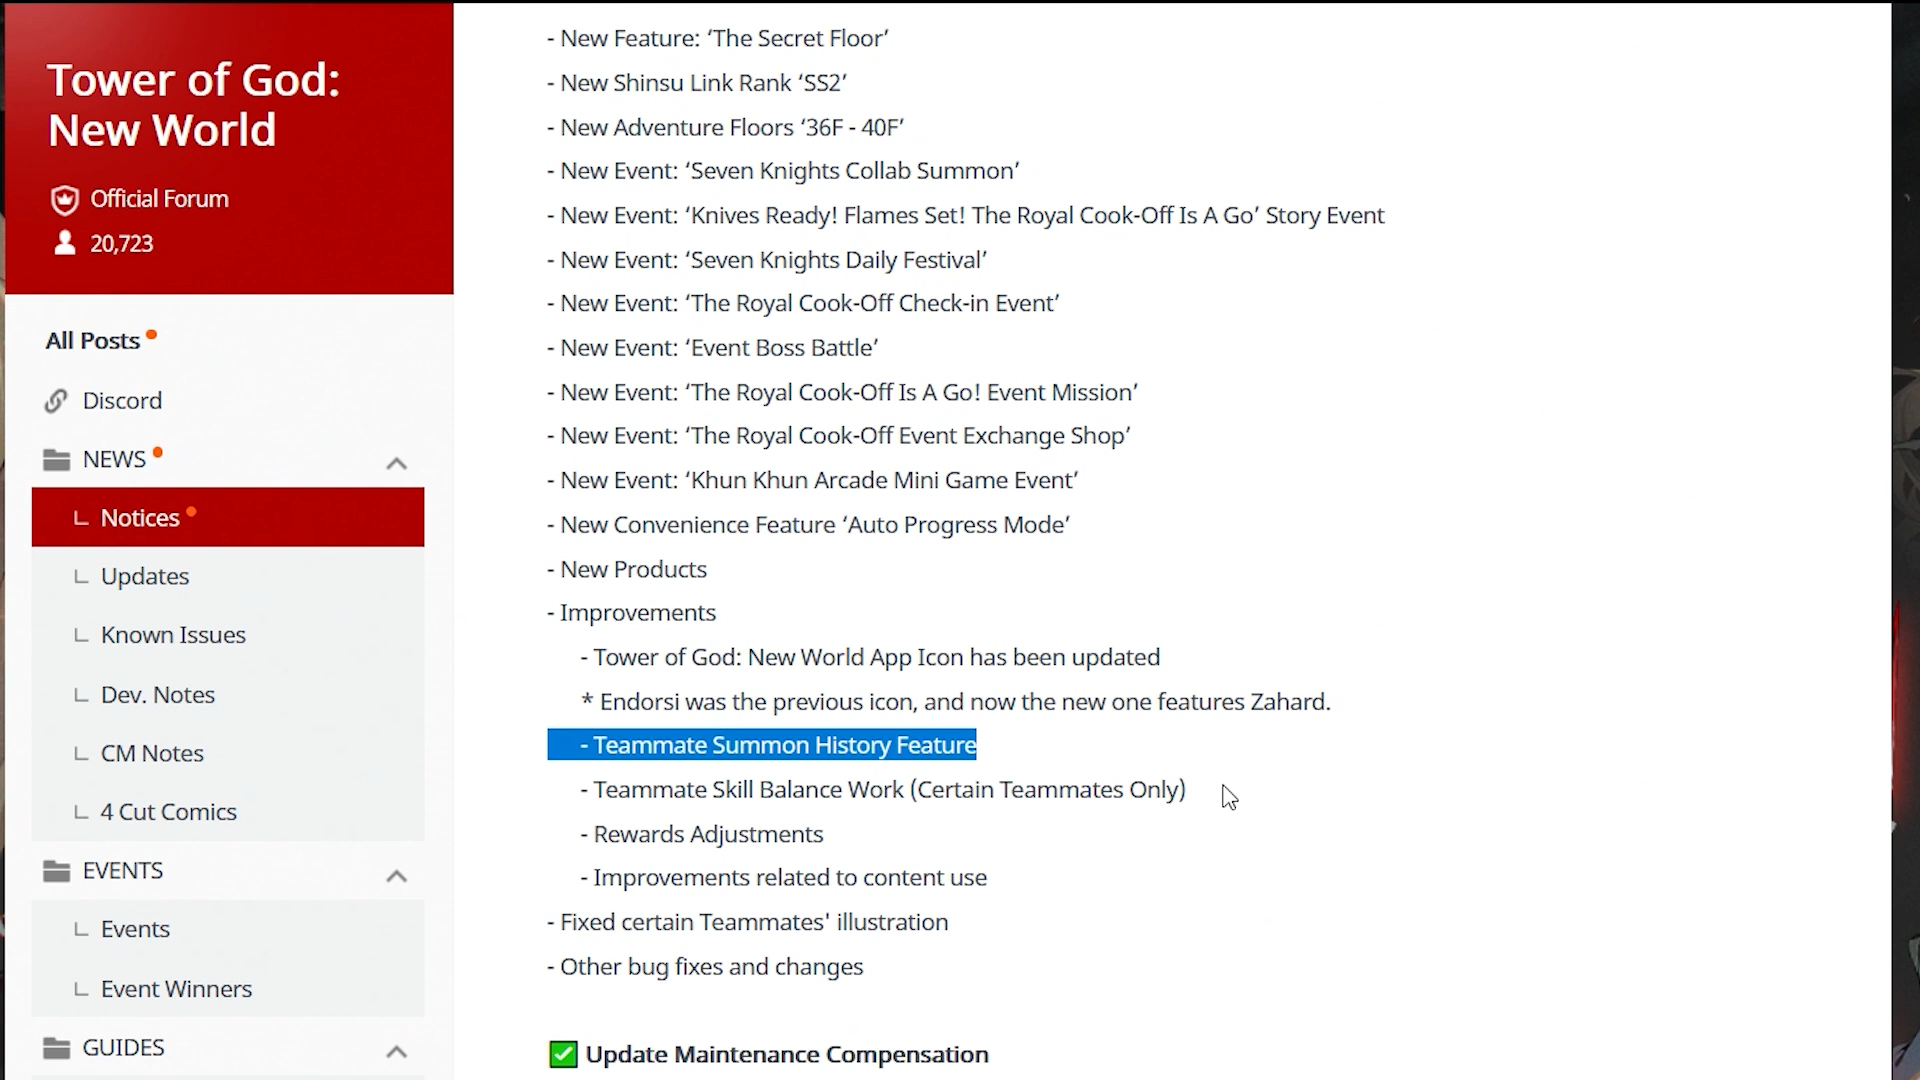 Tower of God:
New World
Official Forum
20,723
All Posts
Discord
NEWS
Notices
Updates
Known Issues
Dev. Notes
CM Notes
4 Cut Comics
EVENTS
Events
Event Winners
GUIDES
- New Feature: ‘The Secret Floor’
- New Shinsu Link Rank ‘SS2’
- New Adventure Floors ‘36F - 40F’
- New Event: ‘Seven Knights Collab Summon’
- New Event: ‘Knives Ready! Flames Set! The Royal Cook-Off Is A Go’ Story Event
- New Event: ‘Seven Knights Daily Festival’
- New Event: ‘The Royal Cook-Off Check-in Event’
- New Event: ‘Event Boss Battle’
- New Event: ‘The Royal Cook-Off Is A Go! Event Mission’
- New Event: ‘The Royal Cook-Off Event Exchange Shop’
- New Event: ‘Khun Khun Arcade Mini Game Event’
- New Convenience Feature ‘Auto Progress Mode’
- New Products
- Improvements
- Tower of God: New World App Icon has been updated
* Endorsi was the previous icon, and now the new one features Zahard.
- Teammate Summon History Feature
- Teammate Skill Balance Work (Certain Teammates Only)
- Rewards Adjustments
- Improvements related to content use
- Fixed certain Teammates' illustration
- Other bug fixes and changes
✅ Update Maintenance Compensation